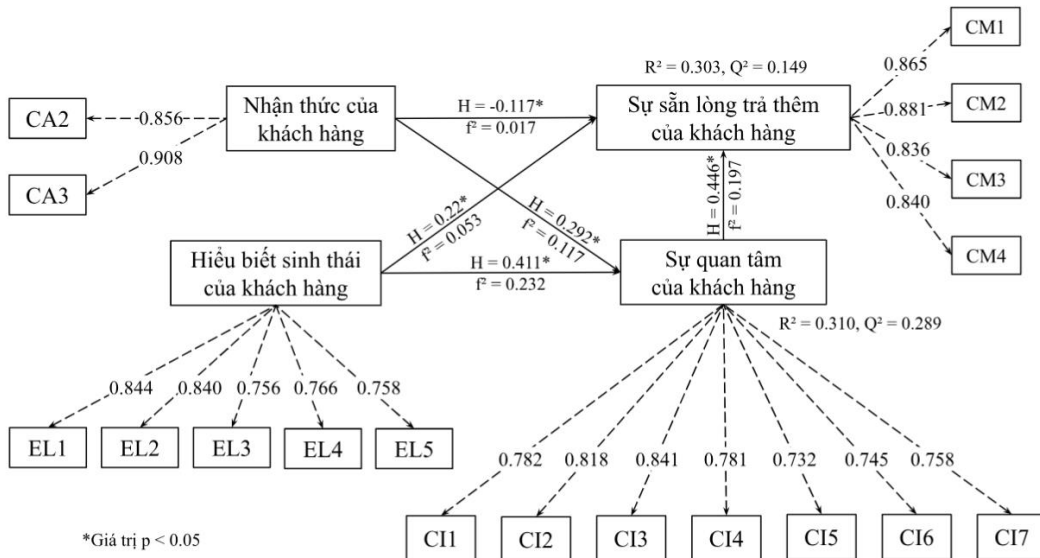 CM1
R² = 0.303, Q² = 0.149
0.865
Nhận thức của
khách hàng
H = -0.117*
f² = 0.017
Sự sẵn lòng trả thêm
của khách hàng
CA2
0.856
0.881
CM2
0.908
0.836
CM3
CA3
0.840
H = 0.446*
f² = 0.197
H = 0.22*
f² = 0.053
H = 0.292*
f² = 0.117
CM4
Hiểu biết sinh thái
của khách hàng
H = 0.411*
f² = 0.232
Sự quan tâm
của khách hàng
R² = 0.310, Q² = 0.289
0.844 0.840 0.756 0.766 0.758
EL1 EL2 EL3 EL4 EL5
0.782 0.818 0.841 0.781 0.732 0.745 0.758
CI1 CI2 CI3 CI4 CI5 CI6 CI7
*Giá trị p < 0.05